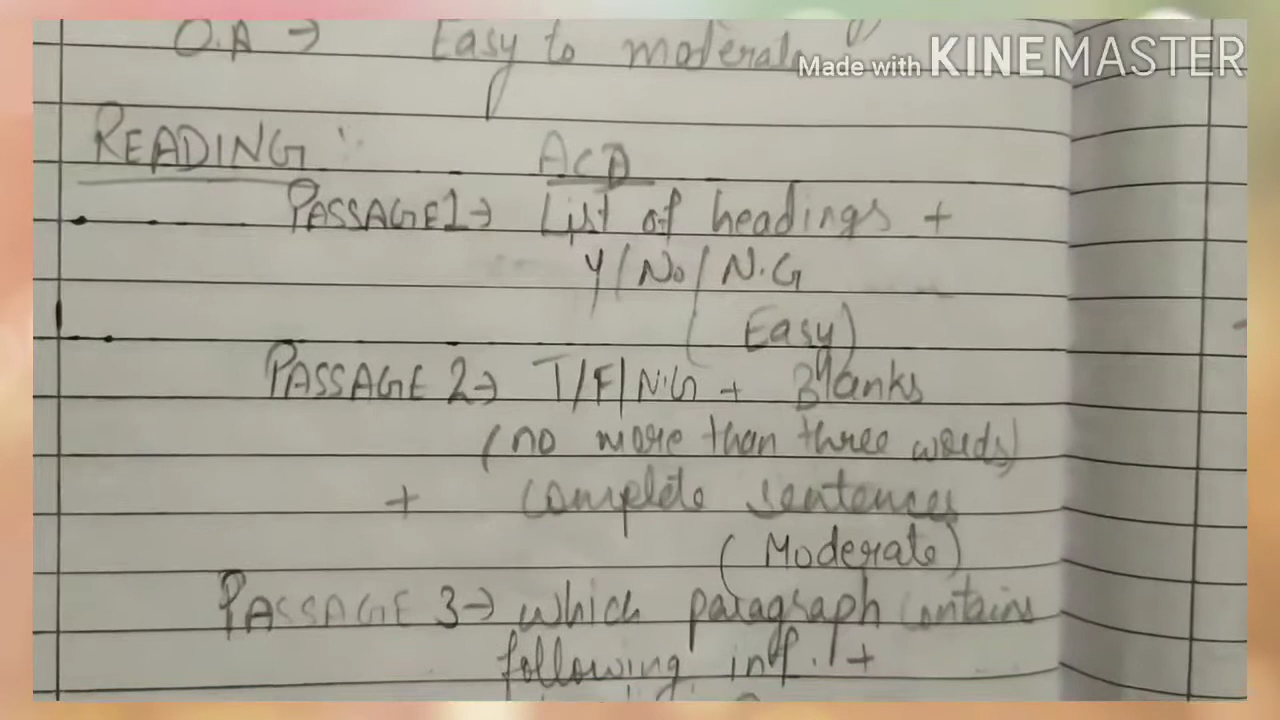 O.A → Easy to moderate
Made with KINEMASTER
READING :
ACD
PASSAGE 1 → List of headings +
Y / No / N.G
(Easy)
PASSAGE 2 → T/F/N.G + Blanks
(no more than three words)
+ complete sentences
(Moderate)
PASSAGE 3 → which paragraph contains
following inf. +